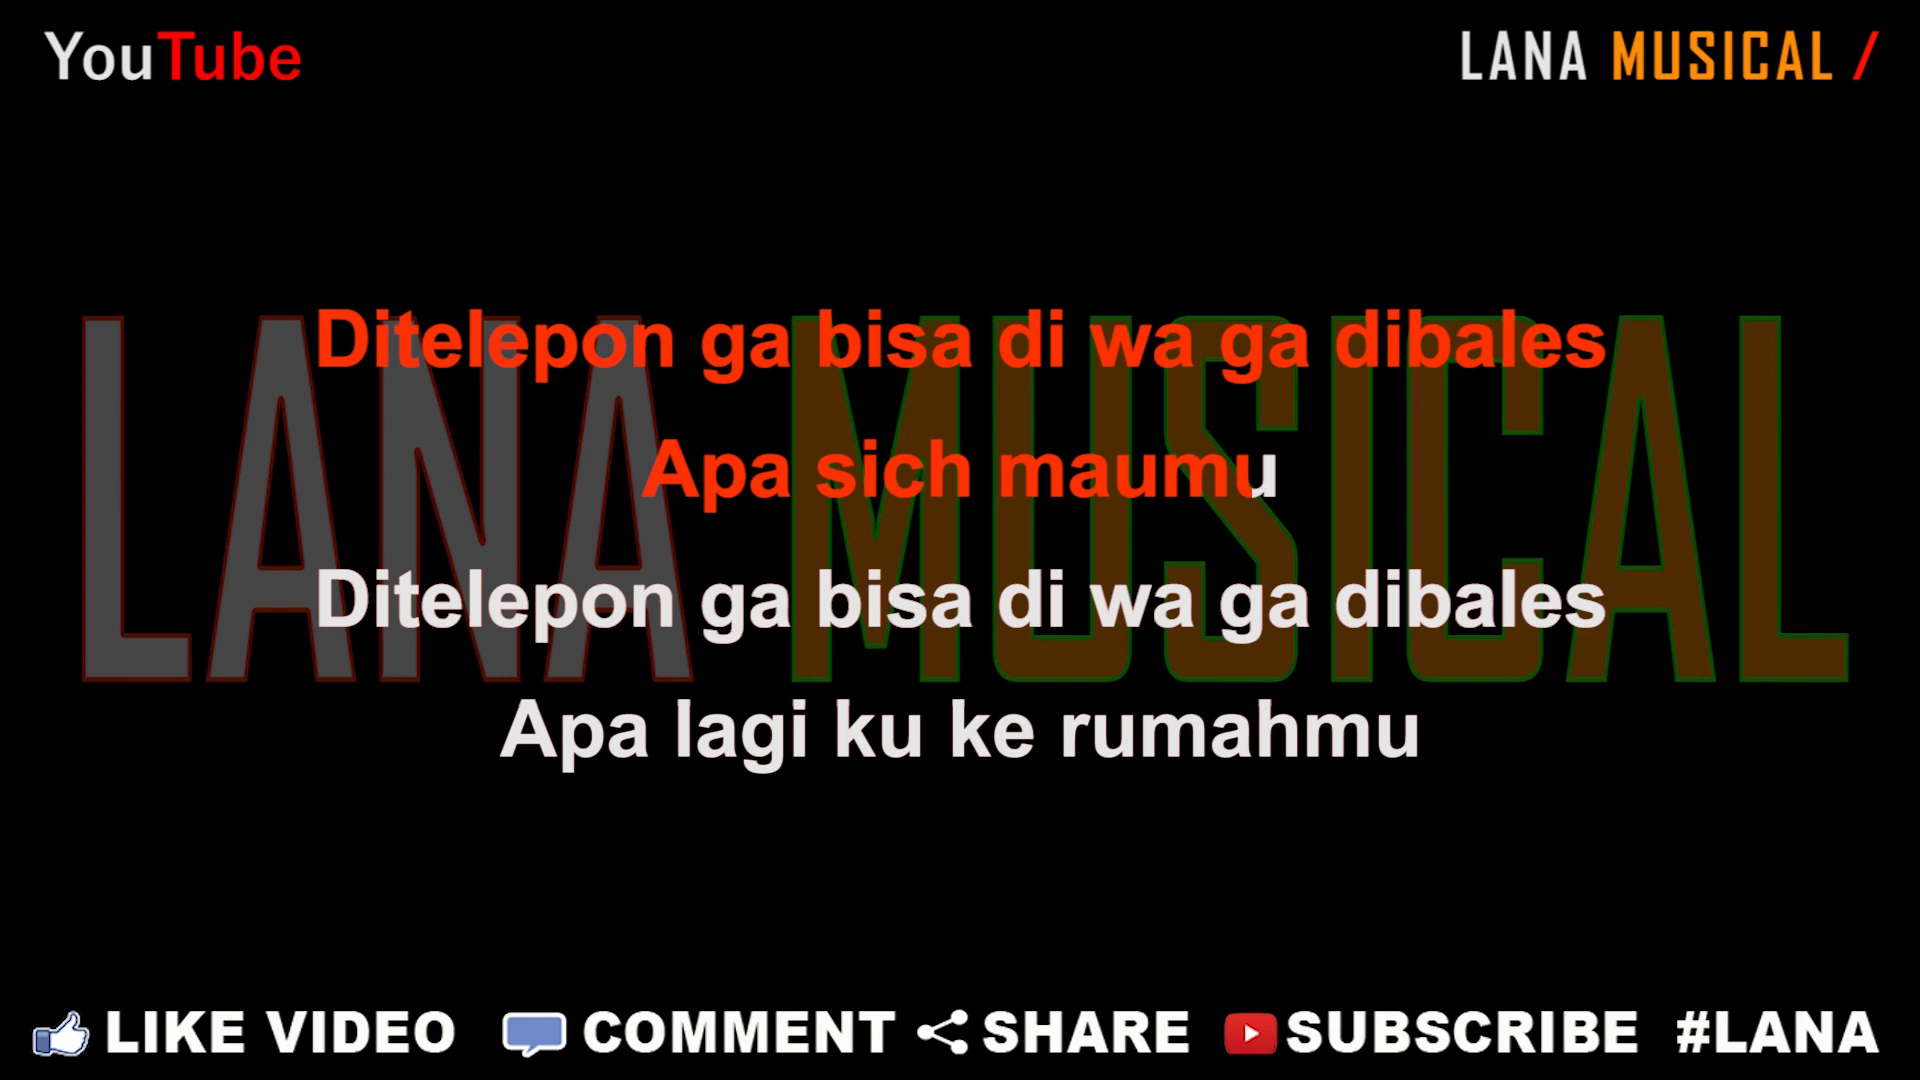 YouTube
LANA MUSICAL /
LANA MUSICAL
Ditelepon ga bisa di wa ga dibales
Apa sich maumu
Ditelepon ga bisa di wa ga dibales
Apa lagi ku ke rumahmu
LIKE VIDEO COMMENT SHARE SUBSCRIBE #LANA